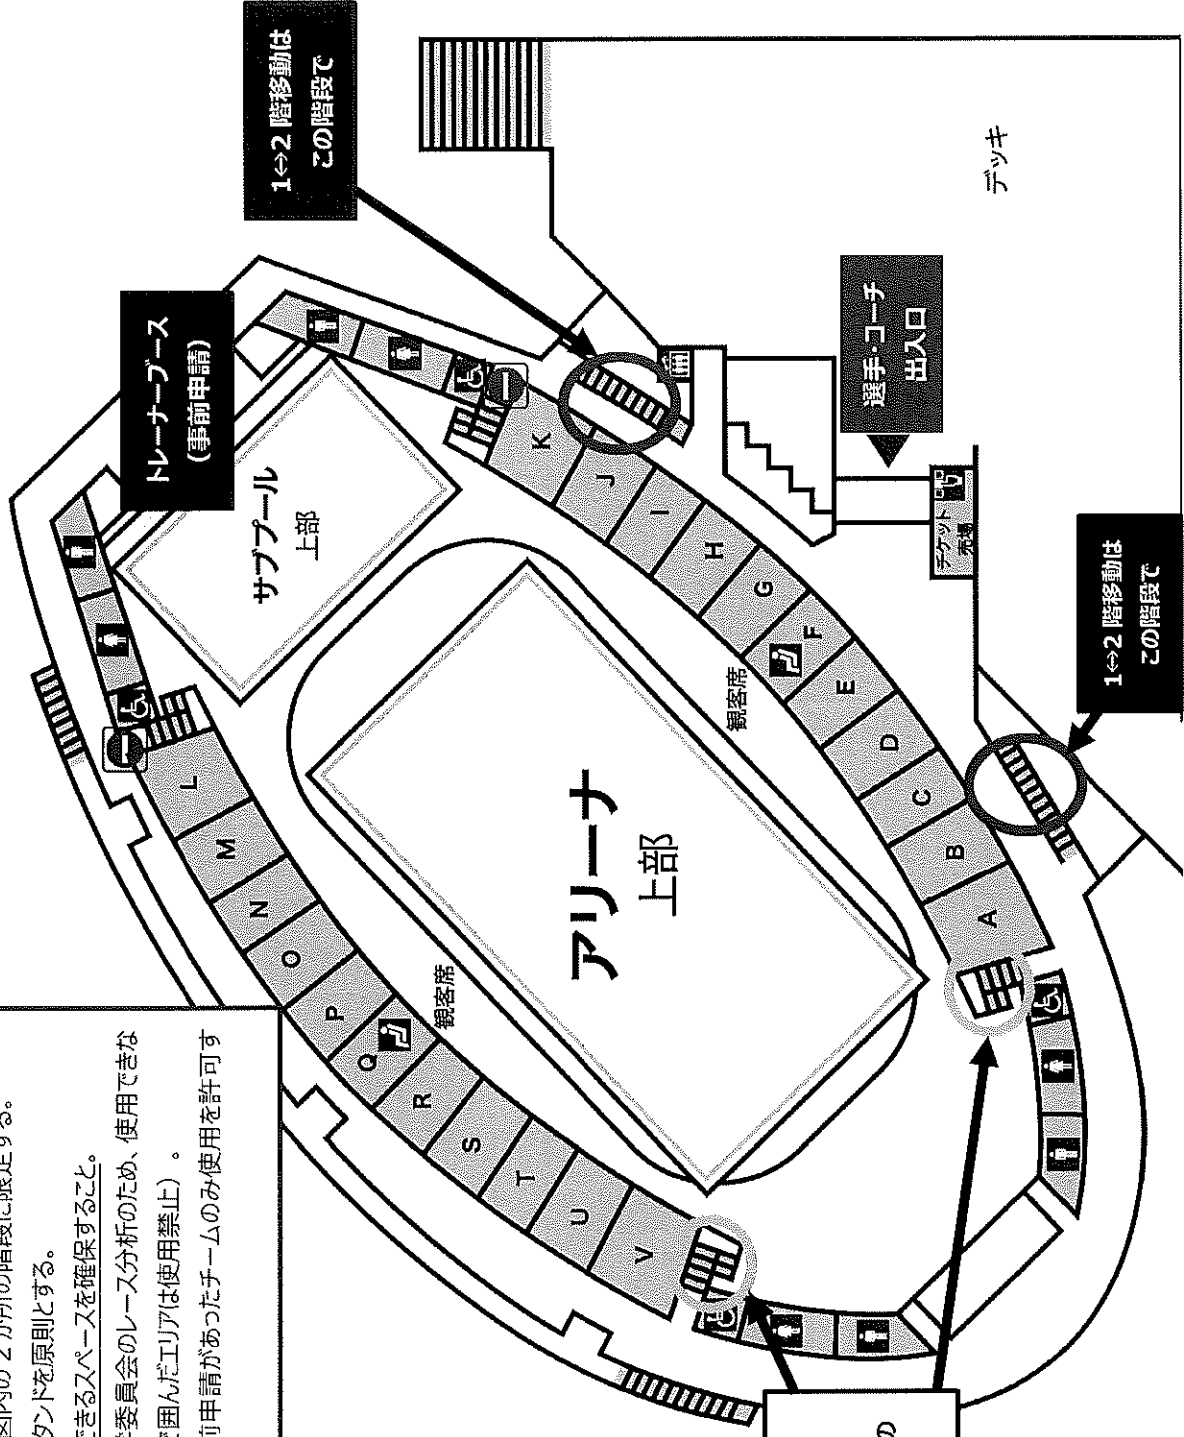 図内の 2 か所の階段に限定する。
タンドを原則とする。
できるスペースを確保すること。
委員会のレース分析のため、使用できな
囲んだエリアは使用禁止）。
前申請があったチームのみ使用を許可す
1⇔2 階移動は
この階段で
トレーナーブース
(事前申請)
サブプール
上部
デッキ
選手・コーチ
出入口
チケット
売場
1⇔2 階移動は
この階段で
アリーナ
上部
観客席
観客席
K
J
I
H
G
F
E
D
C
B
A
L
M
N
O
P
Q
R
S
T
U
V
の